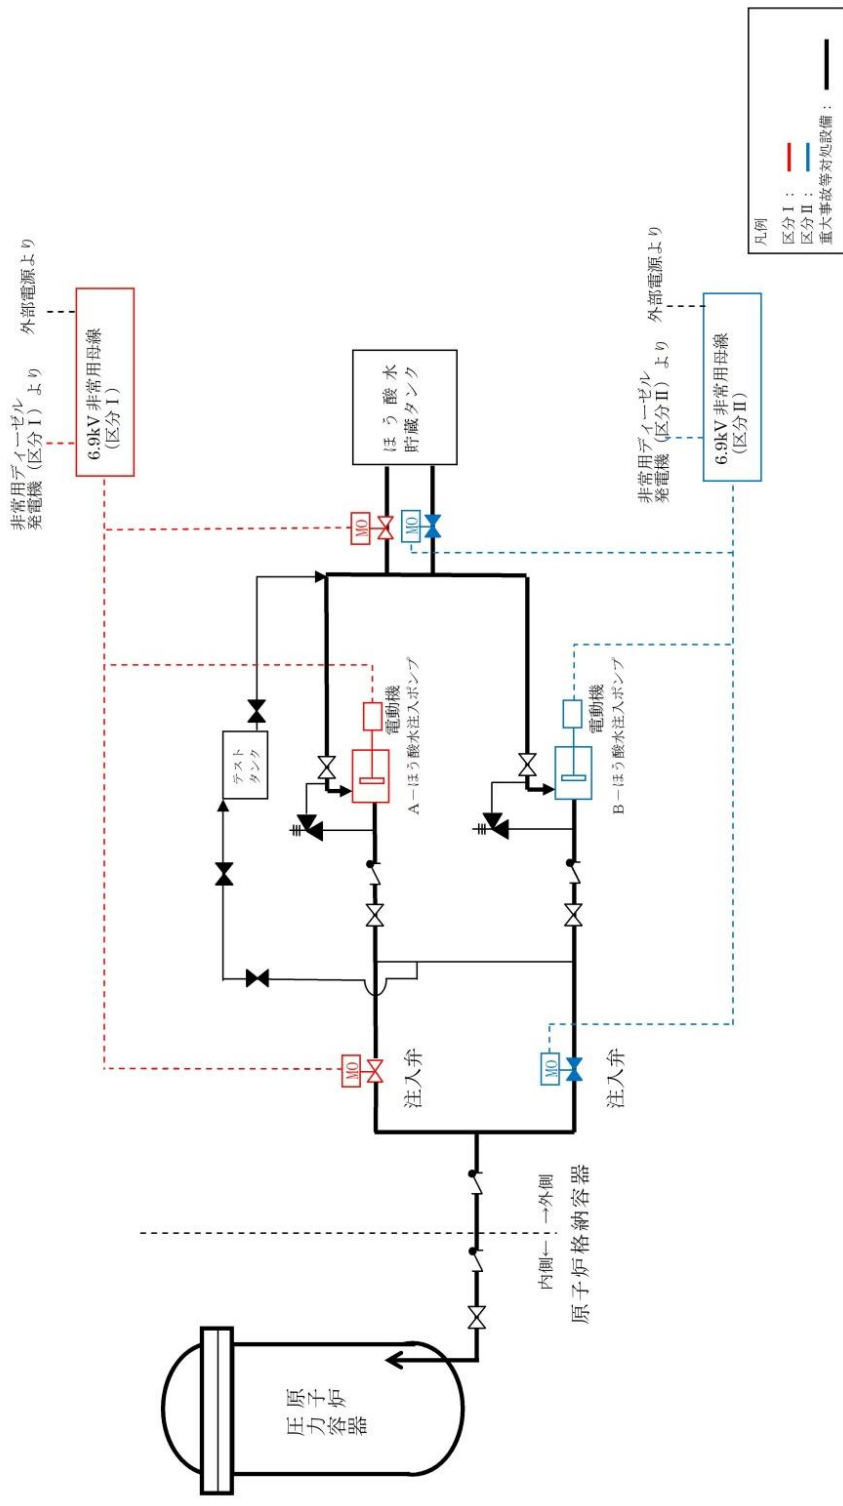 非常用ディーゼル
発電機（区分Ⅰ）より
外部電源より
6.9kV 非常用母線
(区分Ⅰ)
MO
MO
ほう酸水
貯蔵タンク
テスト
タンク
電動機
A－ほう酸水注入ポンプ
電動機
B－ほう酸水注入ポンプ
MO
注入弁
MO
注入弁
内側←
→外側
原子炉格納容器
原子炉
圧力容器
非常用ディーゼル
発電機（区分Ⅱ）より
外部電源より
6.9kV 非常用母線
(区分Ⅱ)
凡例
区分Ⅰ：
区分Ⅱ：
重大事故等対処設備：